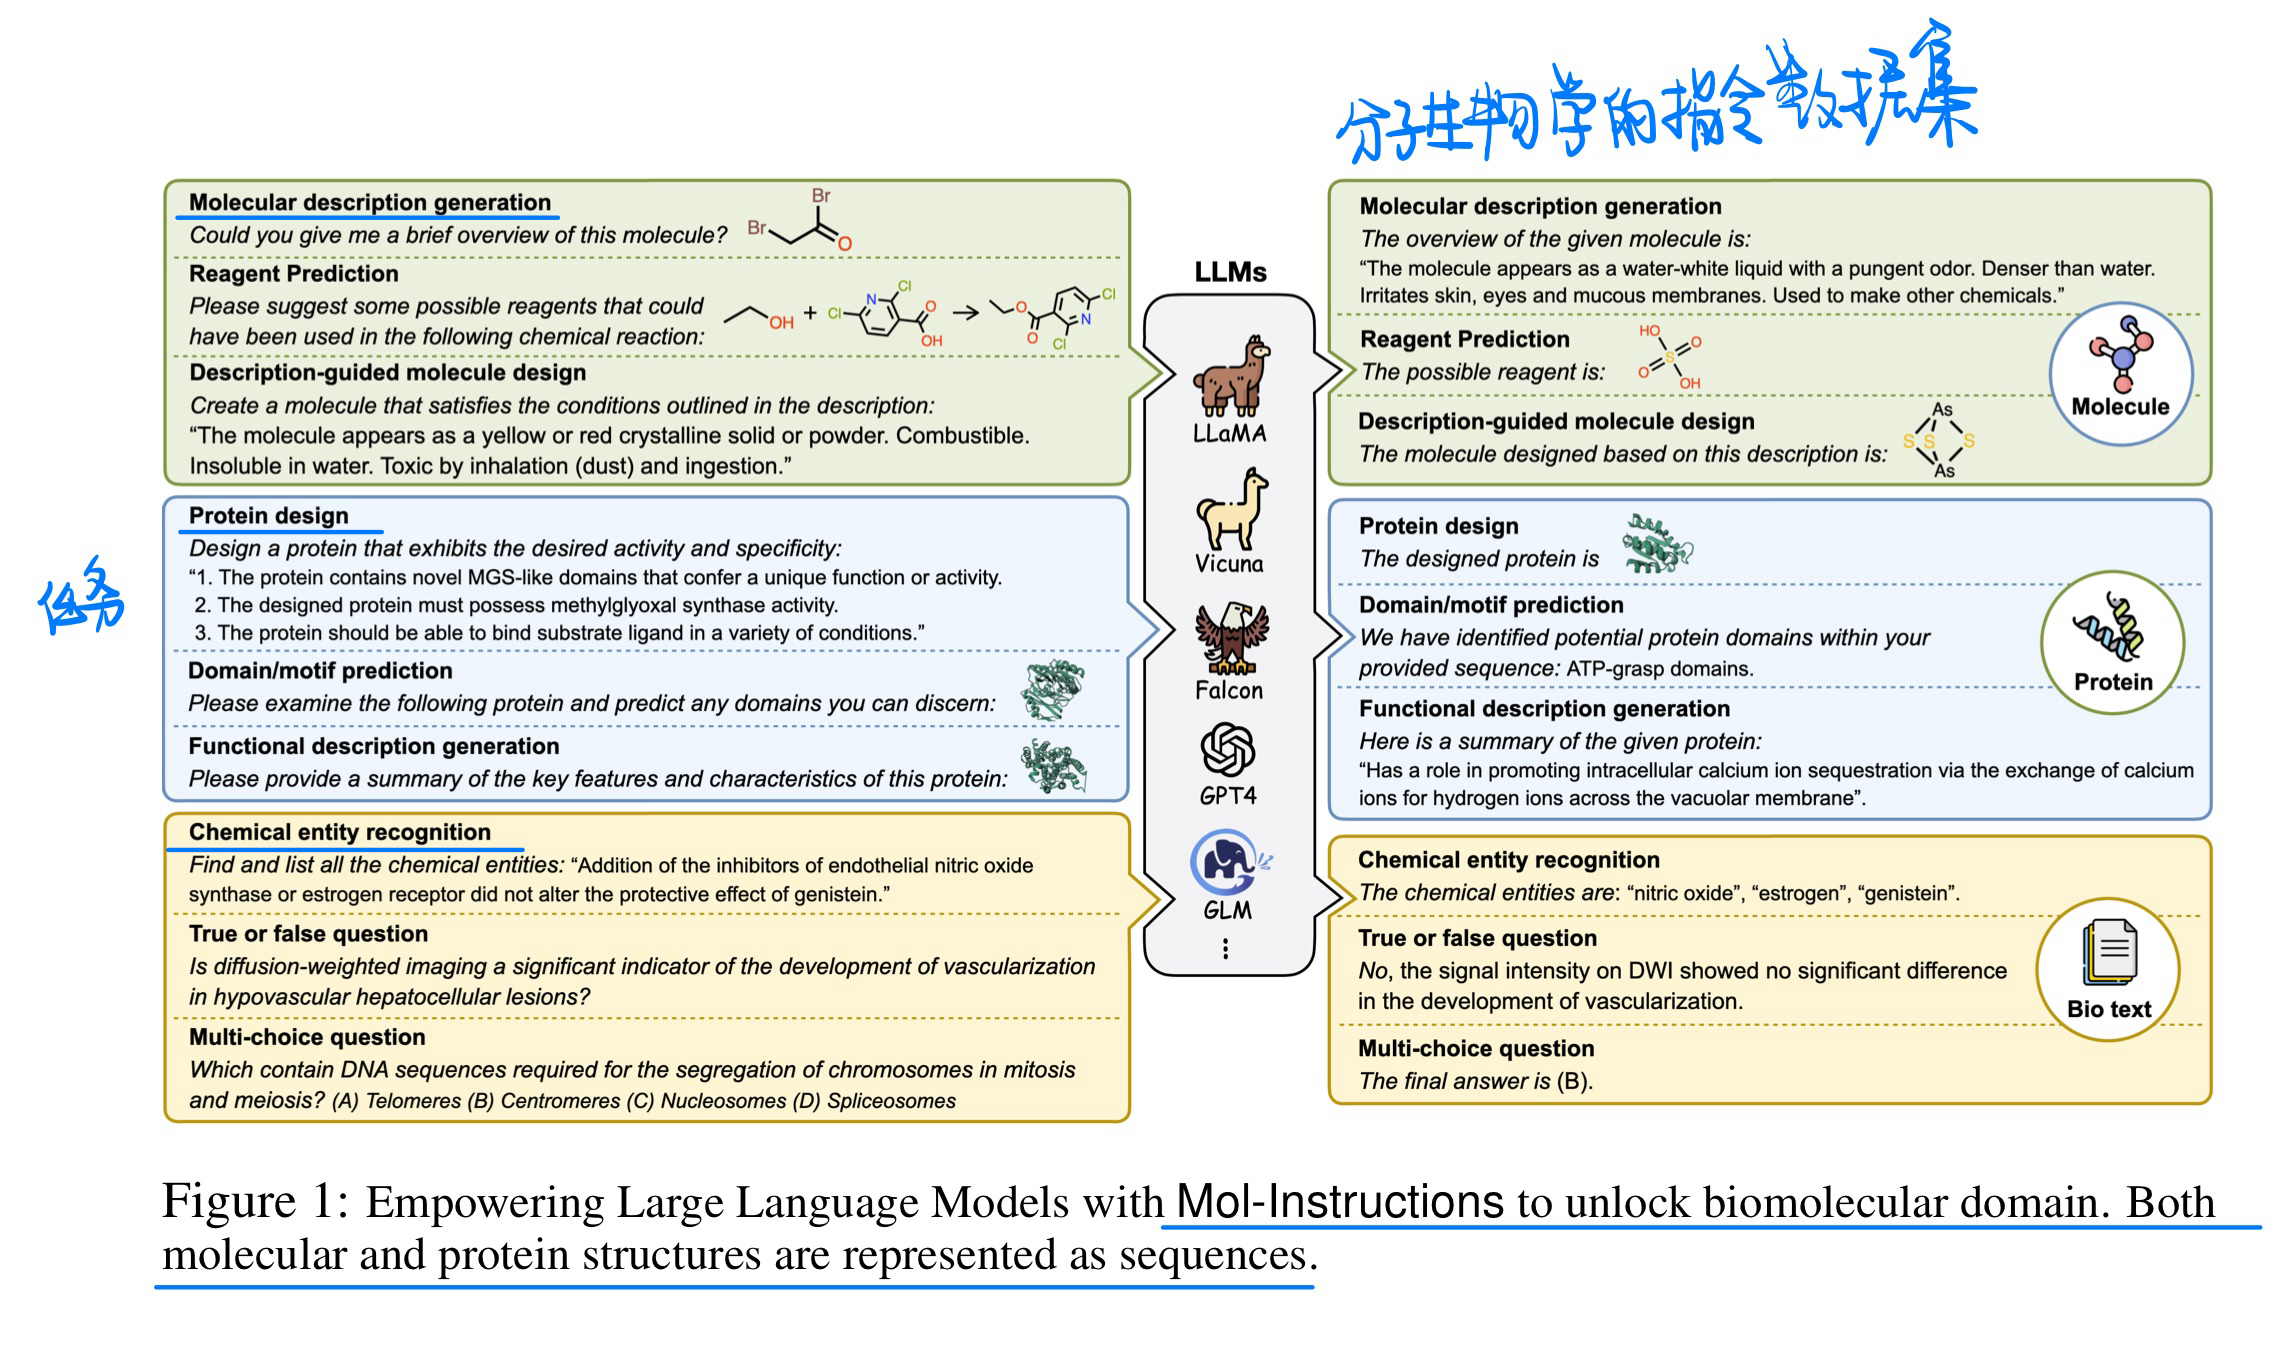 分子生物学的指令类数据集
Molecular description generation
Could you give me a brief overview of this molecule?
Br
Br
O
Reagent Prediction
Please suggest some possible reagents that could
have been used in the following chemical reaction:
OH
+
Cl
N
Cl
O
OH
O
O
Cl
N
Cl
Description-guided molecule design
Create a molecule that satisfies the conditions outlined in the description:
“The molecule appears as a yellow or red crystalline solid or powder. Combustible.
Insoluble in water. Toxic by inhalation (dust) and ingestion.”
任务
Protein design
Design a protein that exhibits the desired activity and specificity:
“1. The protein contains novel MGS-like domains that confer a unique function or activity.
2. The designed protein must possess methylglyoxal synthase activity.
3. The protein should be able to bind substrate ligand in a variety of conditions.”
Domain/motif prediction
Please examine the following protein and predict any domains you can discern:
Functional description generation
Please provide a summary of the key features and characteristics of this protein:
Chemical entity recognition
Find and list all the chemical entities: “Addition of the inhibitors of endothelial nitric oxide
synthase or estrogen receptor did not alter the protective effect of genistein.”
True or false question
Is diffusion-weighted imaging a significant indicator of the development of vascularization
in hypovascular hepatocellular lesions?
Multi-choice question
Which contain DNA sequences required for the segregation of chromosomes in mitosis
and meiosis? (A) Telomeres (B) Centromeres (C) Nucleosomes (D) Spliceosomes
LLMs
LLaMA
Vicuna
Falcon
GPT4
GLM
Molecular description generation
The overview of the given molecule is:
“The molecule appears as a water-white liquid with a pungent odor. Denser than water.
Irritates skin, eyes and mucous membranes. Used to make other chemicals.”
Reagent Prediction
The possible reagent is:
HO
O
S
O
OH
Description-guided molecule design
The molecule designed based on this description is:
As
S S S
As
Molecule
Protein design
The designed protein is
Domain/motif prediction
We have identified potential protein domains within your
provided sequence: ATP-grasp domains.
Protein
Functional description generation
Here is a summary of the given protein:
“Has a role in promoting intracellular calcium ion sequestration via the exchange of calcium
ions for hydrogen ions across the vacuolar membrane”.
Chemical entity recognition
The chemical entities are: “nitric oxide”, “estrogen”, “genistein”.
True or false question
No, the signal intensity on DWI showed no significant difference
in the development of vascularization.
Bio text
Multi-choice question
The final answer is (B).
Figure 1: Empowering Large Language Models with Mol-Instructions to unlock biomolecular domain. Both
molecular and protein structures are represented as sequences.